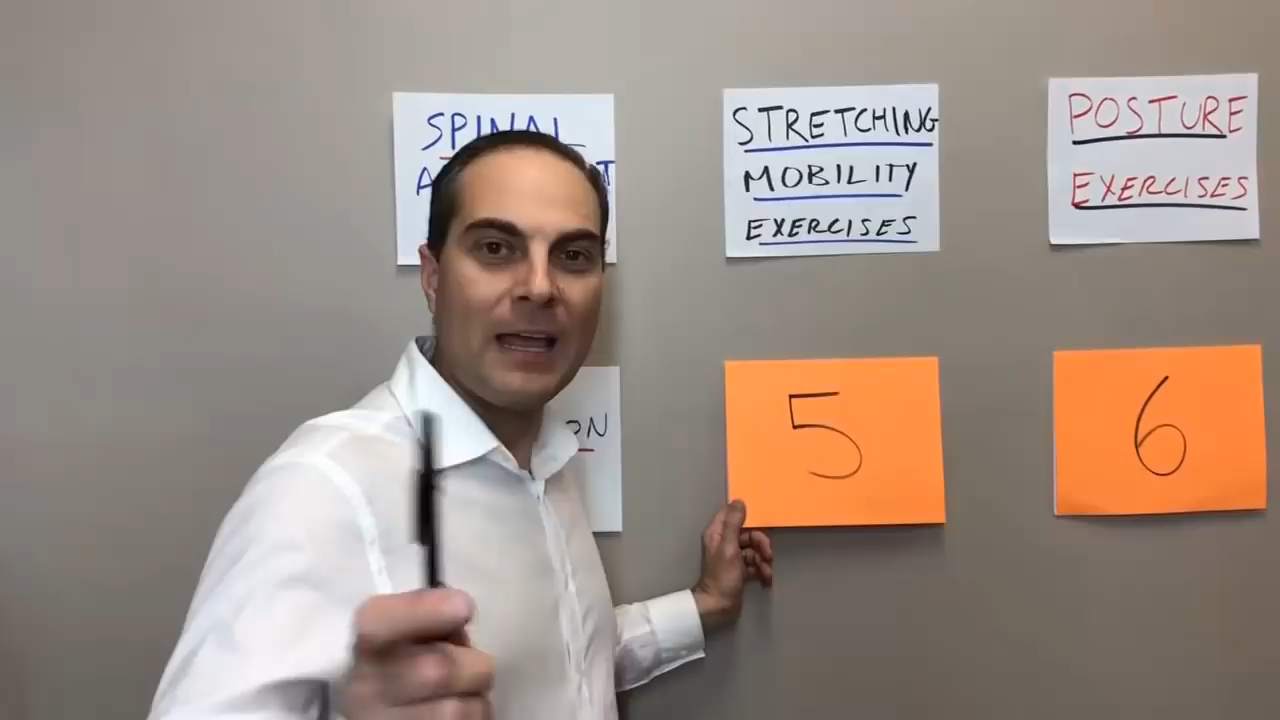 SPINAL
STRETCHING
MOBILITY
EXERCISES
POSTURE
EXERCISES
5
6